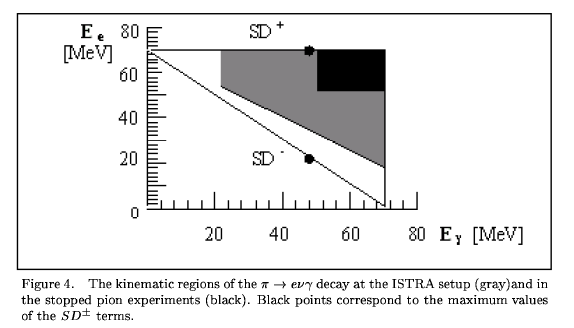 E e 80 SD +
[MeV]
60
40
20 SD -
0
20 40 60 80 E γ [MeV]
Figure 4. The kinematic regions of the π → eνγ decay at the ISTRA setup (gray)and in
the stopped pion experiments (black). Black points correspond to the maximum values
of the SD± terms.